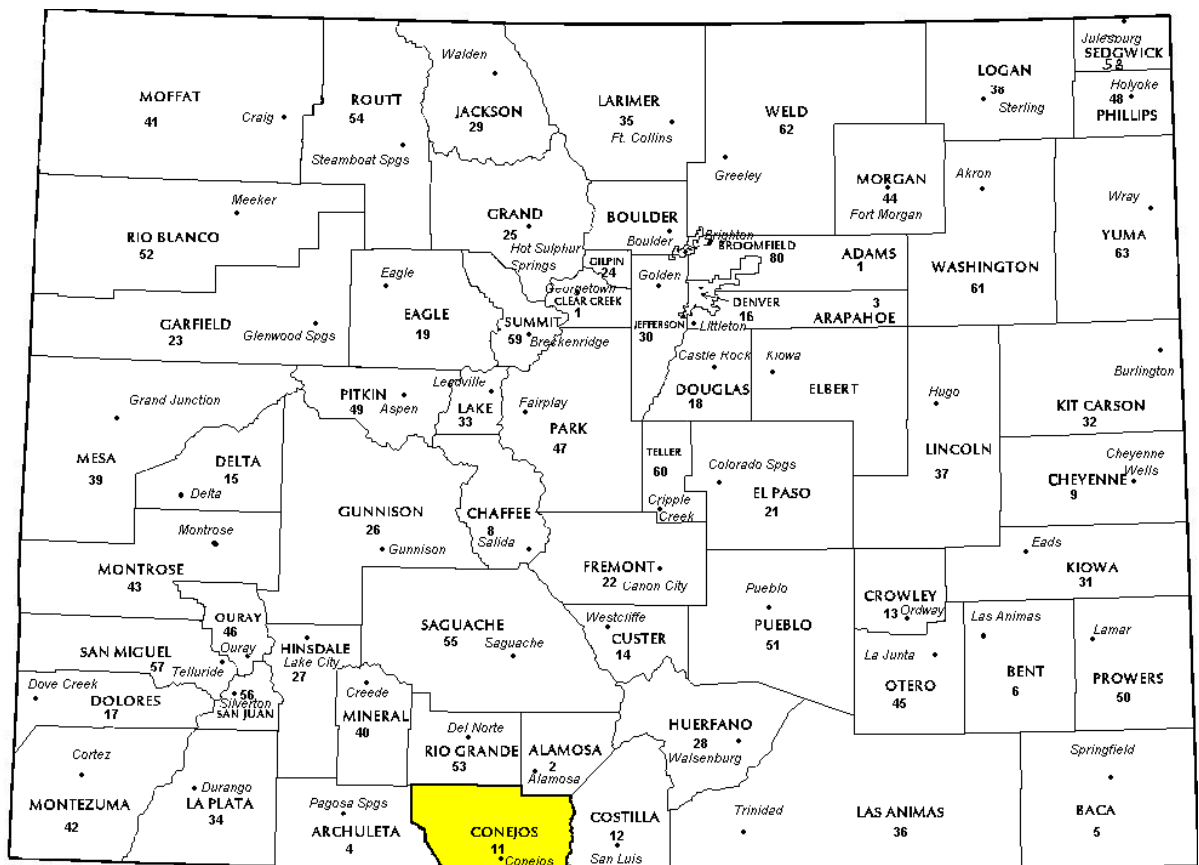 Julesburg
SEDGWICK
58
Walden
LOGAN
38
Sterling
Holyoke
48
PHILLIPS
MOFFAT
41
Craig
ROUTT
54
Steamboat Spgs
JACKSON
29
LARIMER
35
Ft. Collins
WELD
62
Greeley
MORGAN
44
Fort Morgan
Akron
Wray
YUMA
63
Meeker
RIO BLANCO
52
GRAND
25
Hot Sulphur
Springs
BOULDER
Boulder
Brighton
BROOMFIELD
80
ADAMS
1
WASHINGTON
61
GILPIN
24
Golden
Georgetown
CLEAR CREEK
1
DENVER
16
3
ARAPAHOE
Littleton
JEFFERSON
30
Eagle
EAGLE
19
SUMMIT
59
Breckenridge
GARFIELD
23
Glenwood Spgs
Castle Rock
DOUGLAS
18
Kiowa
ELBERT
Hugo
LINCOLN
37
Burlington
KIT CARSON
32
Grand Junction
MESA
39
PITKIN
49
Aspen
Leadville
LAKE
33
Fairplay
PARK
47
DELTA
15
Delta
TELLER
60
Cripple
Creek
Colorado Spgs
EL PASO
21
Cheyenne
Wells
CHEYENNE
9
GUNNISON
26
Gunnison
CHAFFEE
8
Salida
Montrose
MONTROSE
43
FREMONT
22
Canon City
Pueblo
PUEBLO
51
CROWLEY
13
Ordway
Eads
KIOWA
31
OURAY
46
Ouray
HINSDALE
Lake City
27
SAGUACHE
55
Saguache
Westcliffe
CUSTER
14
Las Animas
BENT
6
Lamar
PROWERS
50
La Junta
OTERO
45
SAN MIGUEL
57
Telluride
Dove Creek
DOLORES
17
56
Silverton
SAN JUAN
Creede
MINERAL
40
Del Norte
RIO GRANDE
53
ALAMOSA
2
Alamosa
HUERFANO
28
Walsenburg
Cortez
MONTEZUMA
42
Durango
LA PLATA
34
Pagosa Spgs
ARCHULETA
4
CONEJOS
11
Conejos
COSTILLA
12
San Luis
Trinidad
LAS ANIMAS
36
Springfield
BACA
5